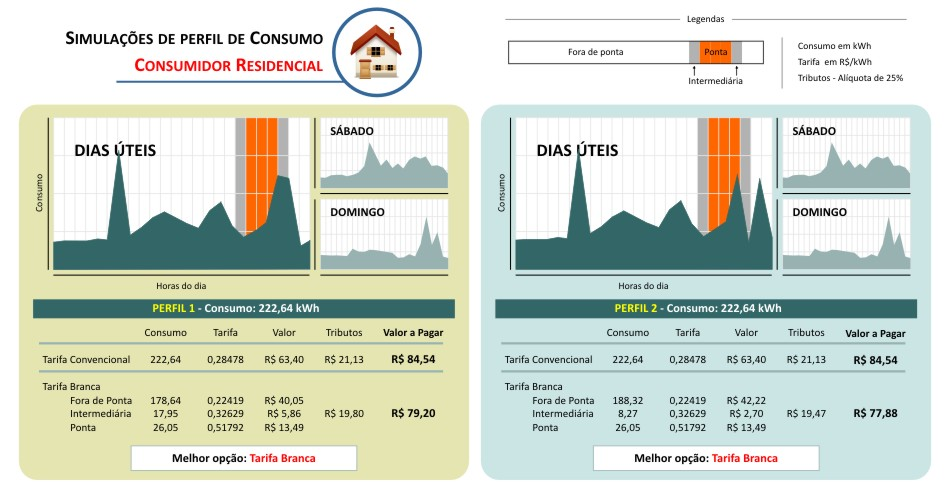 SIMULAÇÕES DE PERFIL DE CONSUMO
CONSUMIDOR RESIDENCIAL
Legendas
Fora de ponta
Ponta
Intermediária
Consumo em kWh
Tarifa em R$/kWh
Tributos - Alíquota de 25%
DIAS ÚTEIS
SÁBADO
DOMINGO
Consumo
Horas do dia
PERFIL 1 - Consumo: 222,64 kWh
Consumo Tarifa Valor Tributos Valor a Pagar
Tarifa Convencional 222,64 0,28478 R$ 63,40 R$ 21,13 R$ 84,54
Tarifa Branca
Fora de Ponta 178,64 0,22419 R$ 40,05
Intermediária 17,95 0,32629 R$ 5,86 R$ 19,80 R$ 79,20
Ponta 26,05 0,51792 R$ 13,49
Melhor opção: Tarifa Branca
DIAS ÚTEIS
SÁBADO
DOMINGO
Consumo
Horas do dia
PERFIL 2 - Consumo: 222,64 kWh
Consumo Tarifa Valor Tributos Valor a Pagar
Tarifa Convencional 222,64 0,28478 R$ 63,40 R$ 21,13 R$ 84,54
Tarifa Branca
Fora de Ponta 188,32 0,22419 R$ 42,22
Intermediária 8,27 0,32629 R$ 2,70 R$ 19,47 R$ 77,88
Ponta 26,05 0,51792 R$ 13,49
Melhor opção: Tarifa Branca